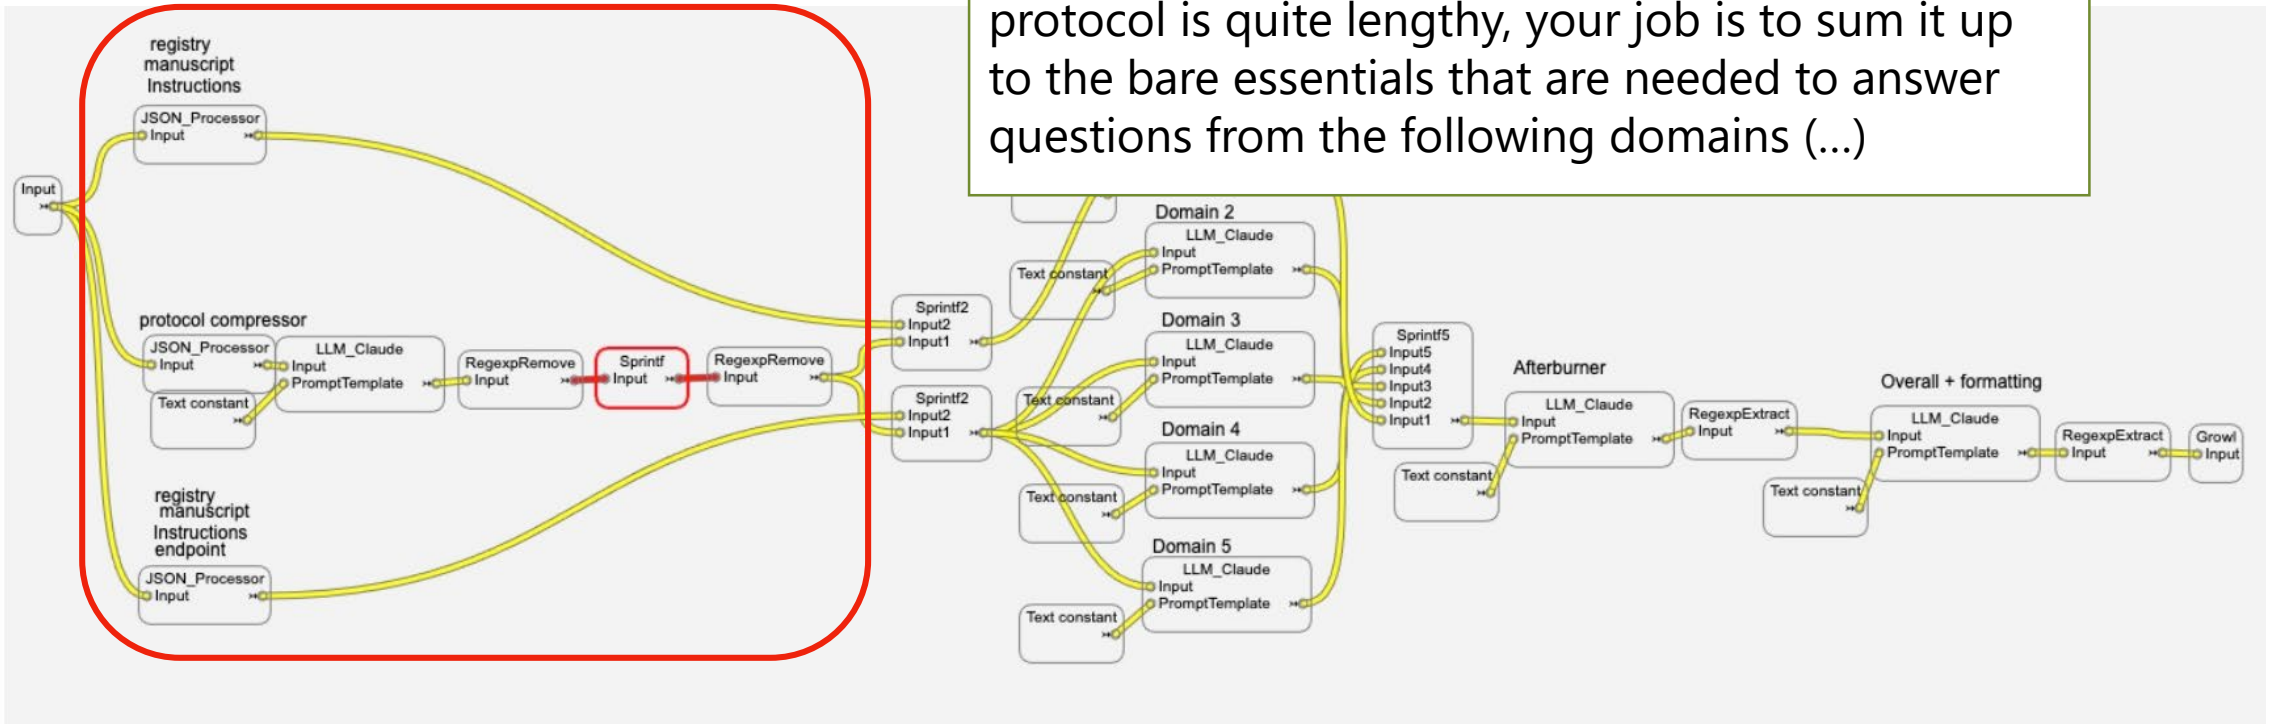 protocol is quite lengthy, your job is to sum it up
to the bare essentials that are needed to answer
questions from the following domains (...)
registry
manuscript
Instructions
JSON_Processor
Input
Input
protocol compressor
JSON_Processor
Input
LLM_Claude
Input
PromptTemplate
Text constant
RegexpRemove
Input
Sprintf
Input
RegexpRemove
Input
registry
manuscript
Instructions
endpoint
JSON_Processor
Input
Sprintf2
Input2
Input1
Sprintf2
Input2
Input1
Domain 2
LLM_Claude
Input
PromptTemplate
Text constant
Domain 3
LLM_Claude
Input
PromptTemplate
Text constant
Domain 4
LLM_Claude
Input
PromptTemplate
Text constant
Domain 5
LLM_Claude
Input
PromptTemplate
Text constant
Sprintf5
Input5
Input4
Input3
Input2
Input1
Afterburner
LLM_Claude
Input
PromptTemplate
Text constant
RegexpExtract
Input
Overall + formatting
LLM_Claude
Input
PromptTemplate
Text constant
RegexpExtract
Input
Growl
Input